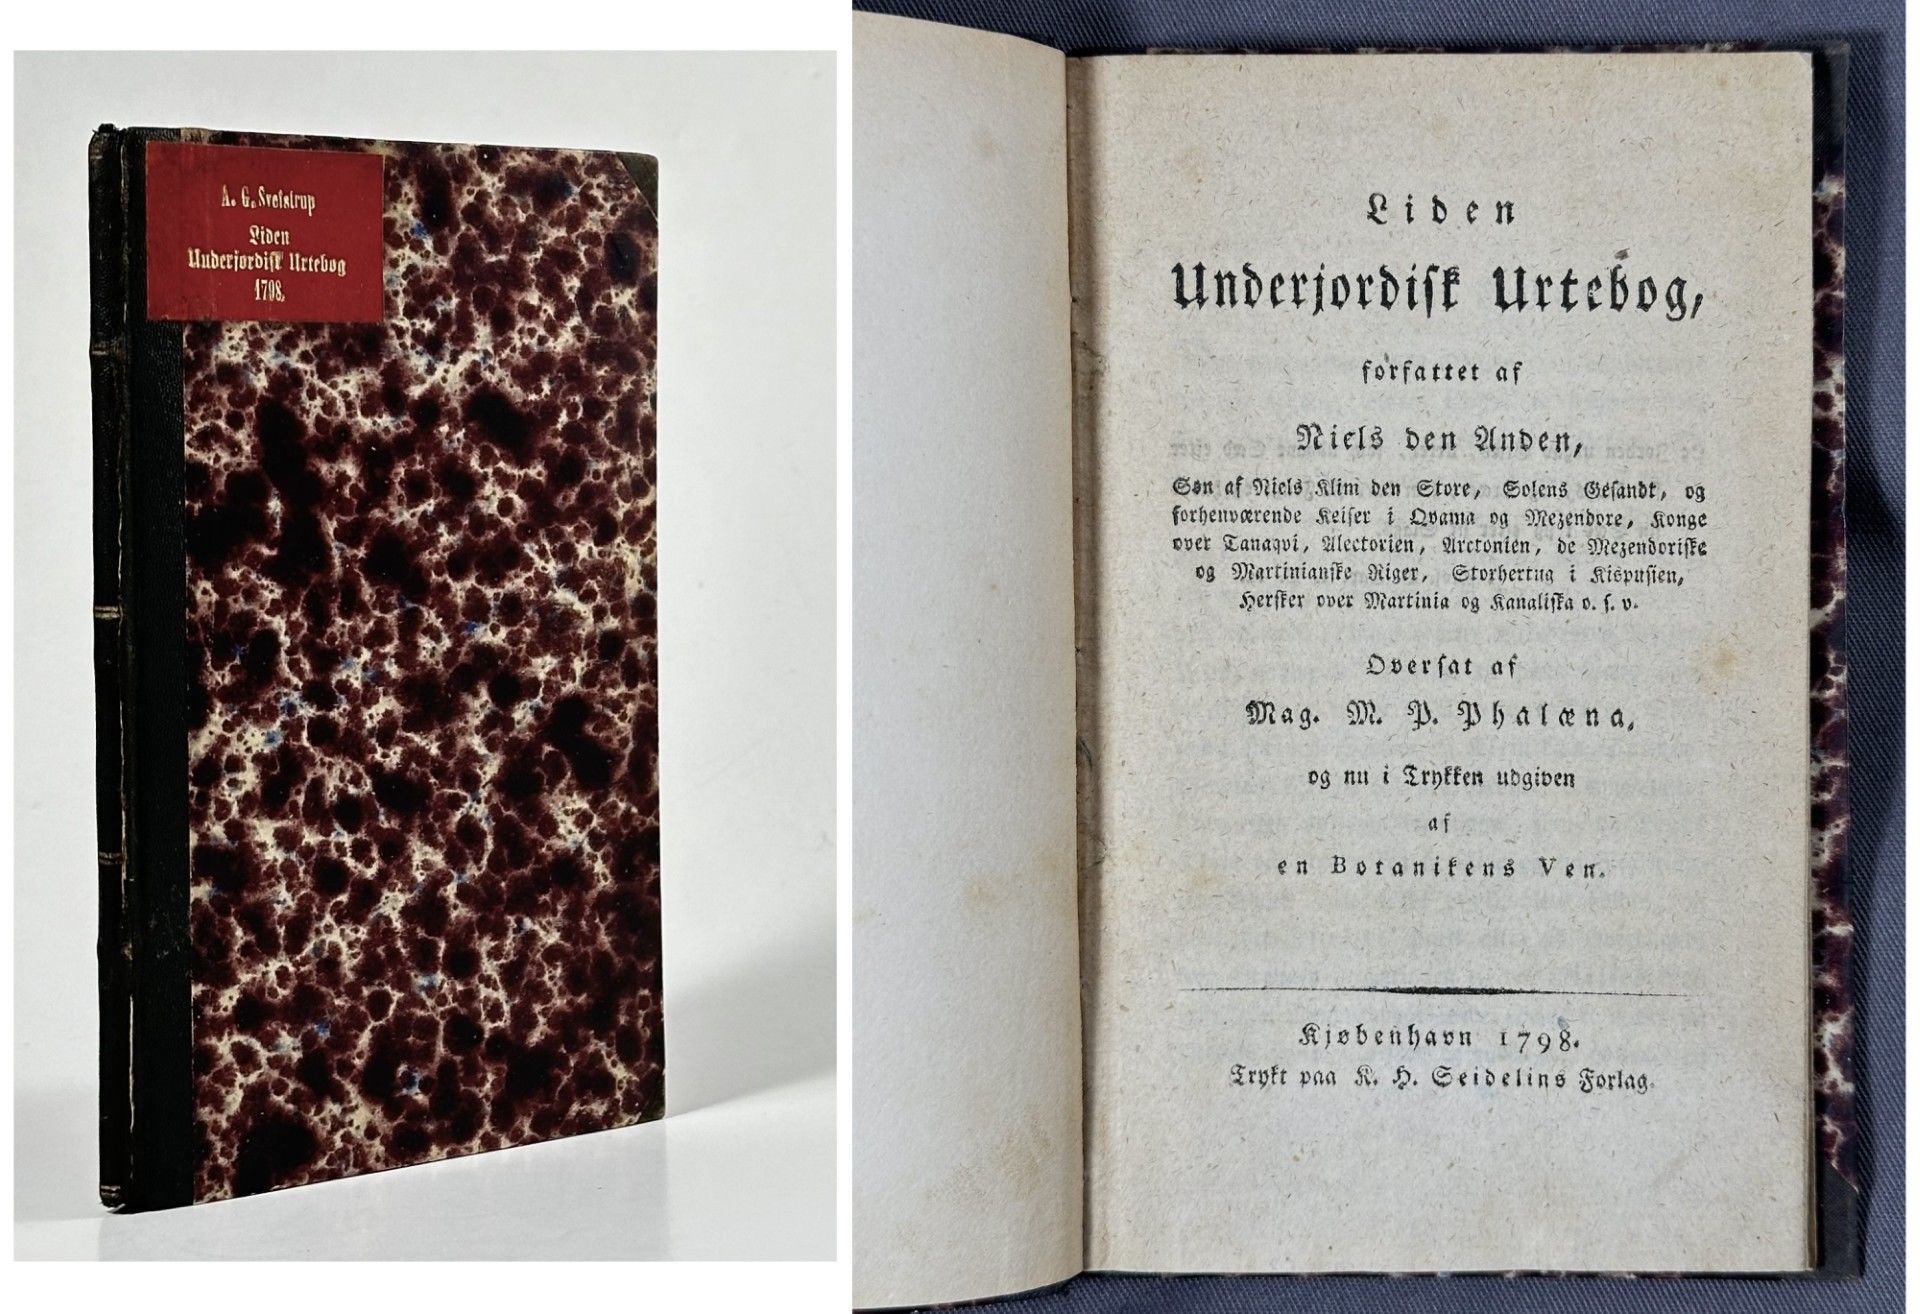 A. G. Svefstrup
Liden
Underjordisk Urtebog
1798.
Liden
Underjordisk Urtebog,
forfattet af
Niels den Anden,
Søn af Niels Klim den Store, Solens Gesandt, og
forhenværende Keiser i Qvama og Mezendore, Konge
over Tanaqvi, Alectorien, Arctonien, de Mezendoriske
og Martinianske Riger, Storhertug i Kispusien,
Hersker over Martinia og Kanaliska o. s. v.
Oversat af
Mag. M. P. Phalæna,
og nu i Trykken udgiven
af
en Botanikens Ven.
Kjøbenhavn 1798.
Trykt paa K. H. Seidelins Forlag.